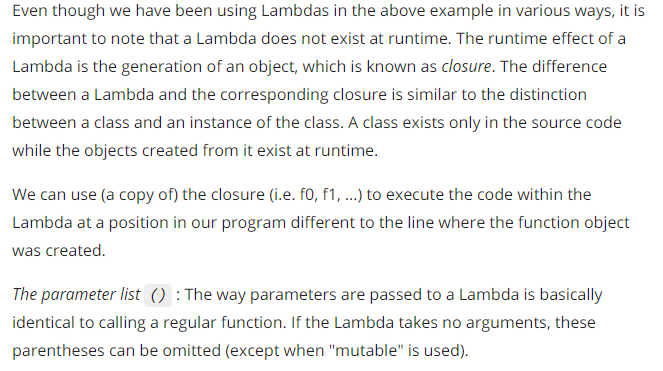 Even though we have been using Lambdas in the above example in various ways, it is
important to note that a Lambda does not exist at runtime. The runtime effect of a
Lambda is the generation of an object, which is known as closure. The difference
between a Lambda and the corresponding closure is similar to the distinction
between a class and an instance of the class. A class exists only in the source code
while the objects created from it exist at runtime.
We can use (a copy of) the closure (i.e. f0, f1, ...) to execute the code within the
Lambda at a position in our program different to the line where the function object
was created.
The parameter list () : The way parameters are passed to a Lambda is basically
identical to calling a regular function. If the Lambda takes no arguments, these
parentheses can be omitted (except when "mutable" is used).